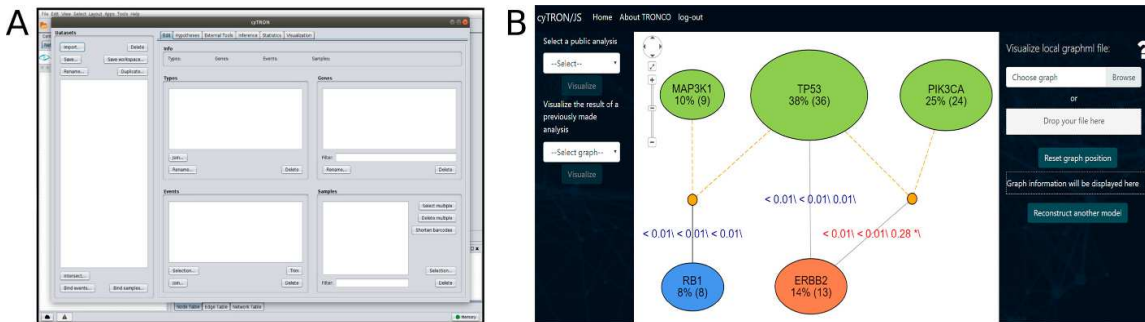 A
File Edit View Select Layout Apps Tools Help
cyTRON
Datasets
Import...
Delete
Save...
Save workspace...
Rename...
Duplicate...
Intersect...
Bind events...
Bind samples...
Edit Hypotheses External Tools Inference Statistics Visualization
Info
Types: Genes: Events: Samples:
Types
Join...
Rename...
Delete
Genes
Filter:
Rename...
Delete
Events
Selection...
Trim
Join...
Delete
Samples
Select multiple
Delete multiple
Shorten barcodes
Selection...
Filter:
Delete
Node Table Edge Table Network Table
Memory
B
cyTRON/JS Home About TRONCO log-out
Select a public analysis
--Select--
Visualize
Visualize the result of a
previously made
analysis
--Select graph--
Visualize
MAP3K1
10% (9)
TP53
38% (36)
PIK3CA
25% (24)
< 0.01\ < 0.01\ 0.01\
< 0.01\ < 0.01\ < 0.01\
< 0.01\ < 0.01\ 0.28 *\
RB1
8% (8)
ERBB2
14% (13)
Visualize local graphml file:
?
Choose graph
Browse
or
Drop your file here
Reset graph position
Graph information will be displayed here
Reconstruct another model